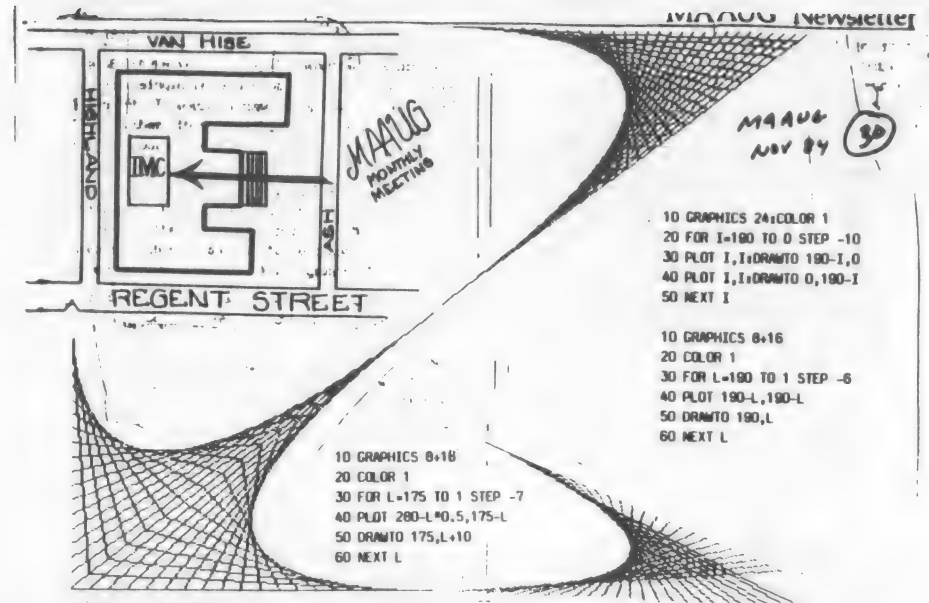 MAAUG Newsletter
VAN HISE
HIGHLAND
IMC
ASH
REGENT STREET
MAAUG
MONTHLY
MEETING
MAAUG
NOV 84
30
10 GRAPHICS 24:COLOR 1
20 FOR I=190 TO 0 STEP -10
30 PLOT I,I:DRAWTO 190-I,0
40 PLOT I,I:DRAWTO 0,190-I
50 NEXT I
10 GRAPHICS 8+16
20 COLOR 1
30 FOR L=190 TO 1 STEP -6
40 PLOT 190-L,190-L
50 DRAWTO 190,L
60 NEXT L
10 GRAPHICS 8+16
20 COLOR 1
30 FOR L=175 TO 1 STEP -7
40 PLOT 280-L*0.5,175-L
50 DRAWTO 175,L+10
60 NEXT L